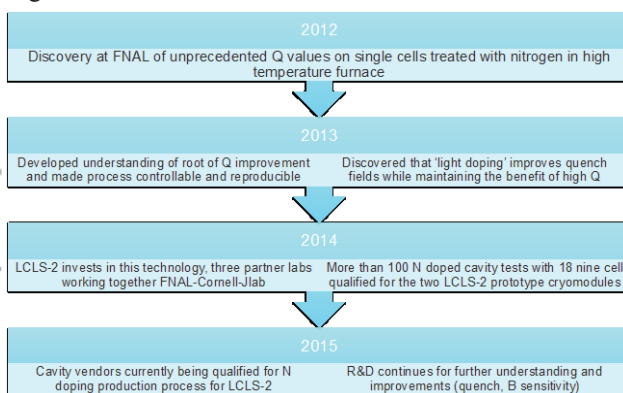 2012
Discovery at FNAL of unprecedented Q values on single cells treated with nitrogen in high
temperature furnace
2013
Developed understanding of root of Q improvement
and made process controllable and reproducible
Discovered that 'light doping' improves quench
fields while maintaining the benefit of high Q
2014
LCLS-2 invests in this technology, three partner labs
working together FNAL-Cornell-Jlab
More than 100 N doped cavity tests with 18 nine cell
qualified for the two LCLS-2 prototype cryomodules
2015
Cavity vendors currently being qualified for N
doping production process for LCLS-2
R&D continues for further understanding and
improvements (quench, B sensitivity)